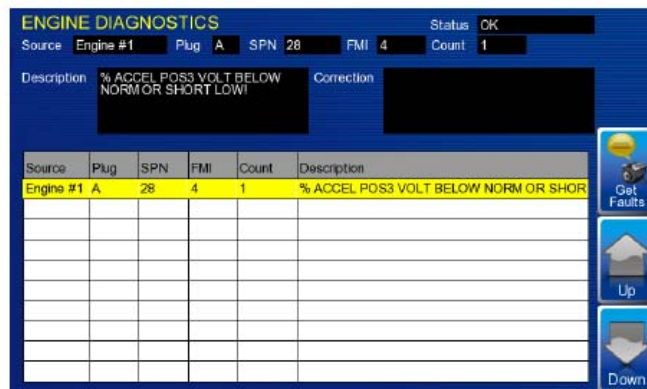 ENGINE DIAGNOSTICS Status OK
Source Engine #1 Plug A SPN 28 FMI 4 Count 1
Description % ACCEL POS3 VOLT BELOW Correction
NORM OR SHORT LOW!
Source Plug SPN FMI Count Description
Engine #1 A 28 4 1 % ACCEL POS3 VOLT BELOW NORM OR SHOR
Get
Faults
Up
Down